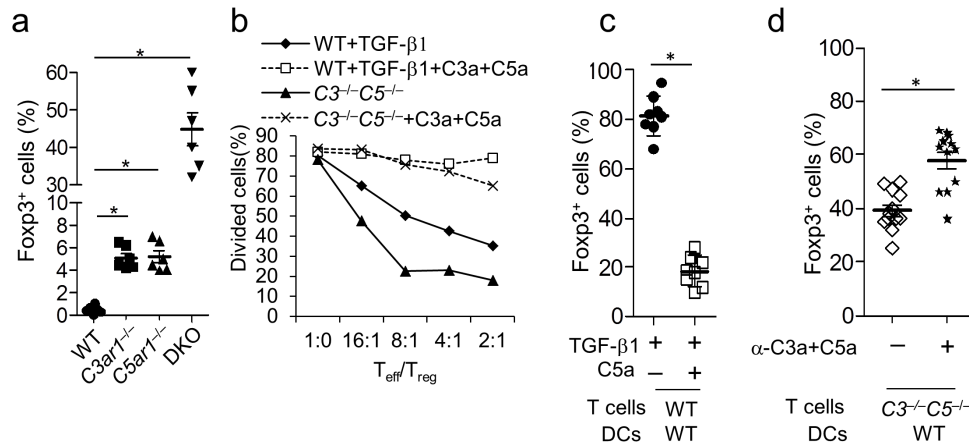 a
Foxp3⁺ cells (%)
*
60
50
40
30
*
8
6
4
2
0
*
WT
C3ar1⁻/⁻
C5ar1⁻/⁻
DKO
b
WT+TGF-β1
WT+TGF-β1+C3a+C5a
C3⁻/⁻C5⁻/⁻
C3⁻/⁻C5⁻/⁻+C3a+C5a
Divided cells(%)
90
80
70
60
50
40
30
20
10
0
1:0 16:1 8:1 4:1 2:1
T_eff/T_reg
c
Foxp3⁺ cells (%)
*
100
80
60
40
20
0
TGF-β1 + +
C5a − +
T cells WT
DCs WT
d
Foxp3⁺ cells (%)
*
100
80
60
40
20
0
α-C3a+C5a − +
T cells C3⁻/⁻C5⁻/⁻
DCs WT